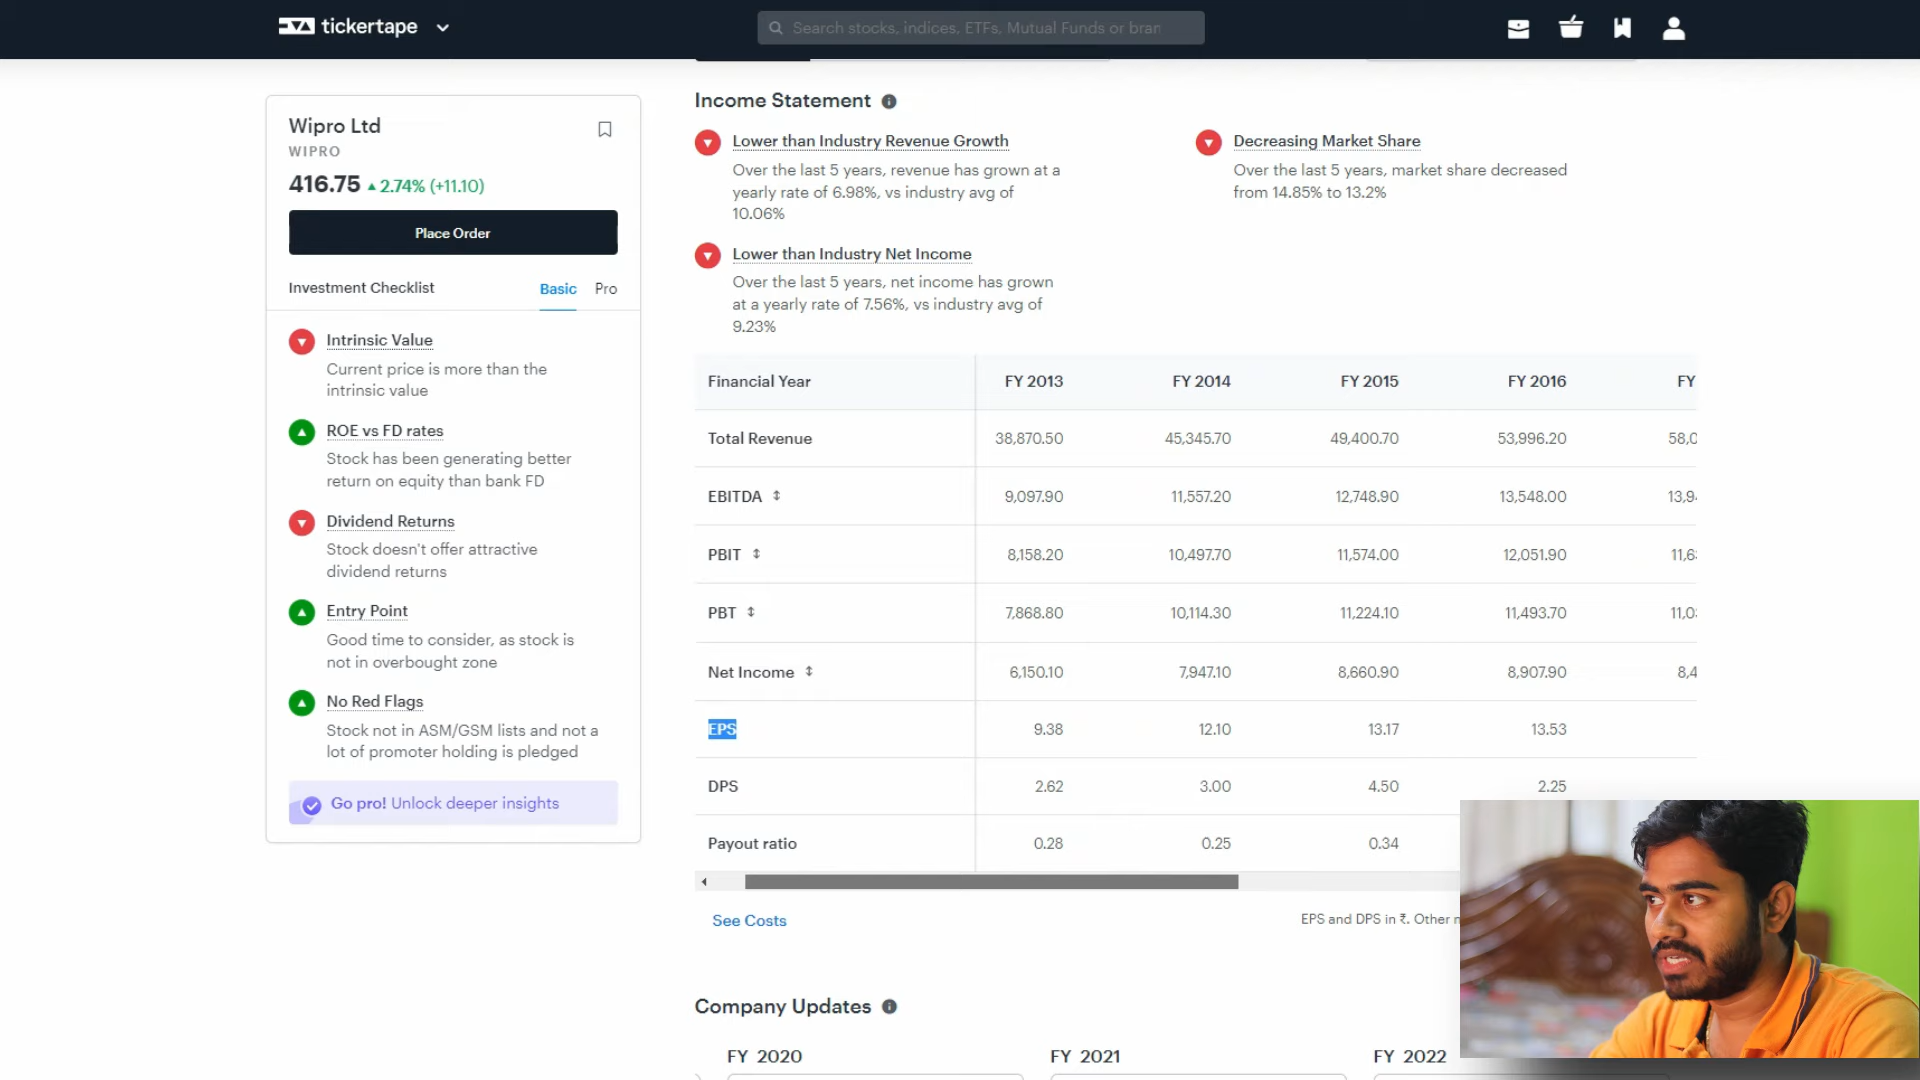 tickertape
Search stocks, indices, ETFs, Mutual Funds or bran
Wipro Ltd
WIPRO
416.75 2.74% (+11.10)
Place Order
Investment Checklist Basic Pro
Intrinsic Value
Current price is more than the
intrinsic value
ROE vs FD rates
Stock has been generating better
return on equity than bank FD
Dividend Returns
Stock doesn't offer attractive
dividend returns
Entry Point
Good time to consider, as stock is
not in overbought zone
No Red Flags
Stock not in ASM/GSM lists and not a
lot of promoter holding is pledged
Go pro! Unlock deeper insights
Income Statement
Lower than Industry Revenue Growth
Over the last 5 years, revenue has grown at a
yearly rate of 6.98%, vs industry avg of
10.06%
Decreasing Market Share
Over the last 5 years, market share decreased
from 14.85% to 13.2%
Lower than Industry Net Income
Over the last 5 years, net income has grown
at a yearly rate of 7.56%, vs industry avg of
9.23%
Financial Year FY 2013 FY 2014 FY 2015 FY 2016 FY
Total Revenue 38,870.50 45,345.70 49,400.70 53,996.20 58,0
EBITDA 9,097.90 11,557.20 12,748.90 13,548.00 13,9
PBIT 8,158.20 10,497.70 11,574.00 12,051.90 11,6
PBT 7,868.80 10,114.30 11,224.10 11,493.70 11,0
Net Income 6,150.10 7,947.10 8,660.90 8,907.90 8,4
EPS 9.38 12.10 13.17 13.53
DPS 2.62 3.00 4.50 2.25
Payout ratio 0.28 0.25 0.34
See Costs
EPS and DPS in ₹. Other
Company Updates
FY 2020 FY 2021 FY 2022